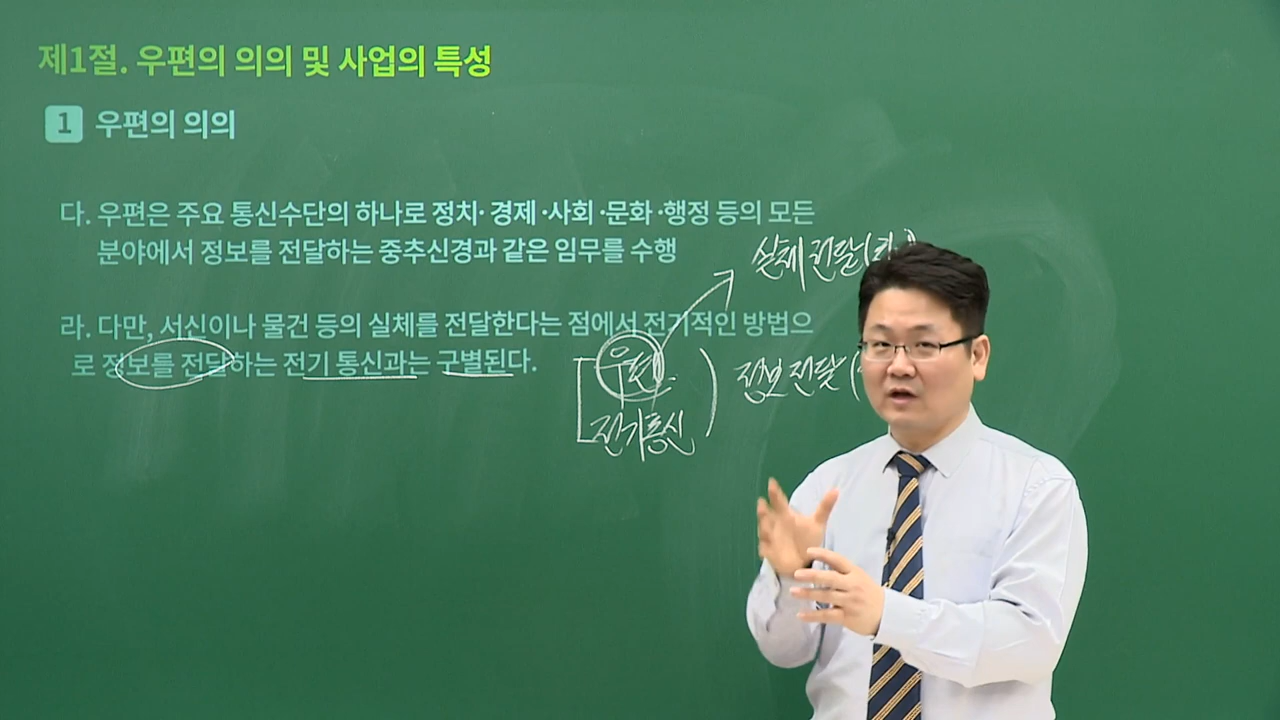 제1절. 우편의 의의 및 사업의 특성
1 우편의 의의
다. 우편은 주요 통신수단의 하나로 정치· 경제 ·사회 ·문화 ·행정 등의 모든
분야에서 정보를 전달하는 중추신경과 같은 임무를 수행
실체 전달(
라. 다만, 서신이나 물건 등의 실체를 전달한다는 점에서 전기적인 방법으
로 정보를 전달하는 전기 통신과는 구별된다.
우편
정보 전달(
전기통신